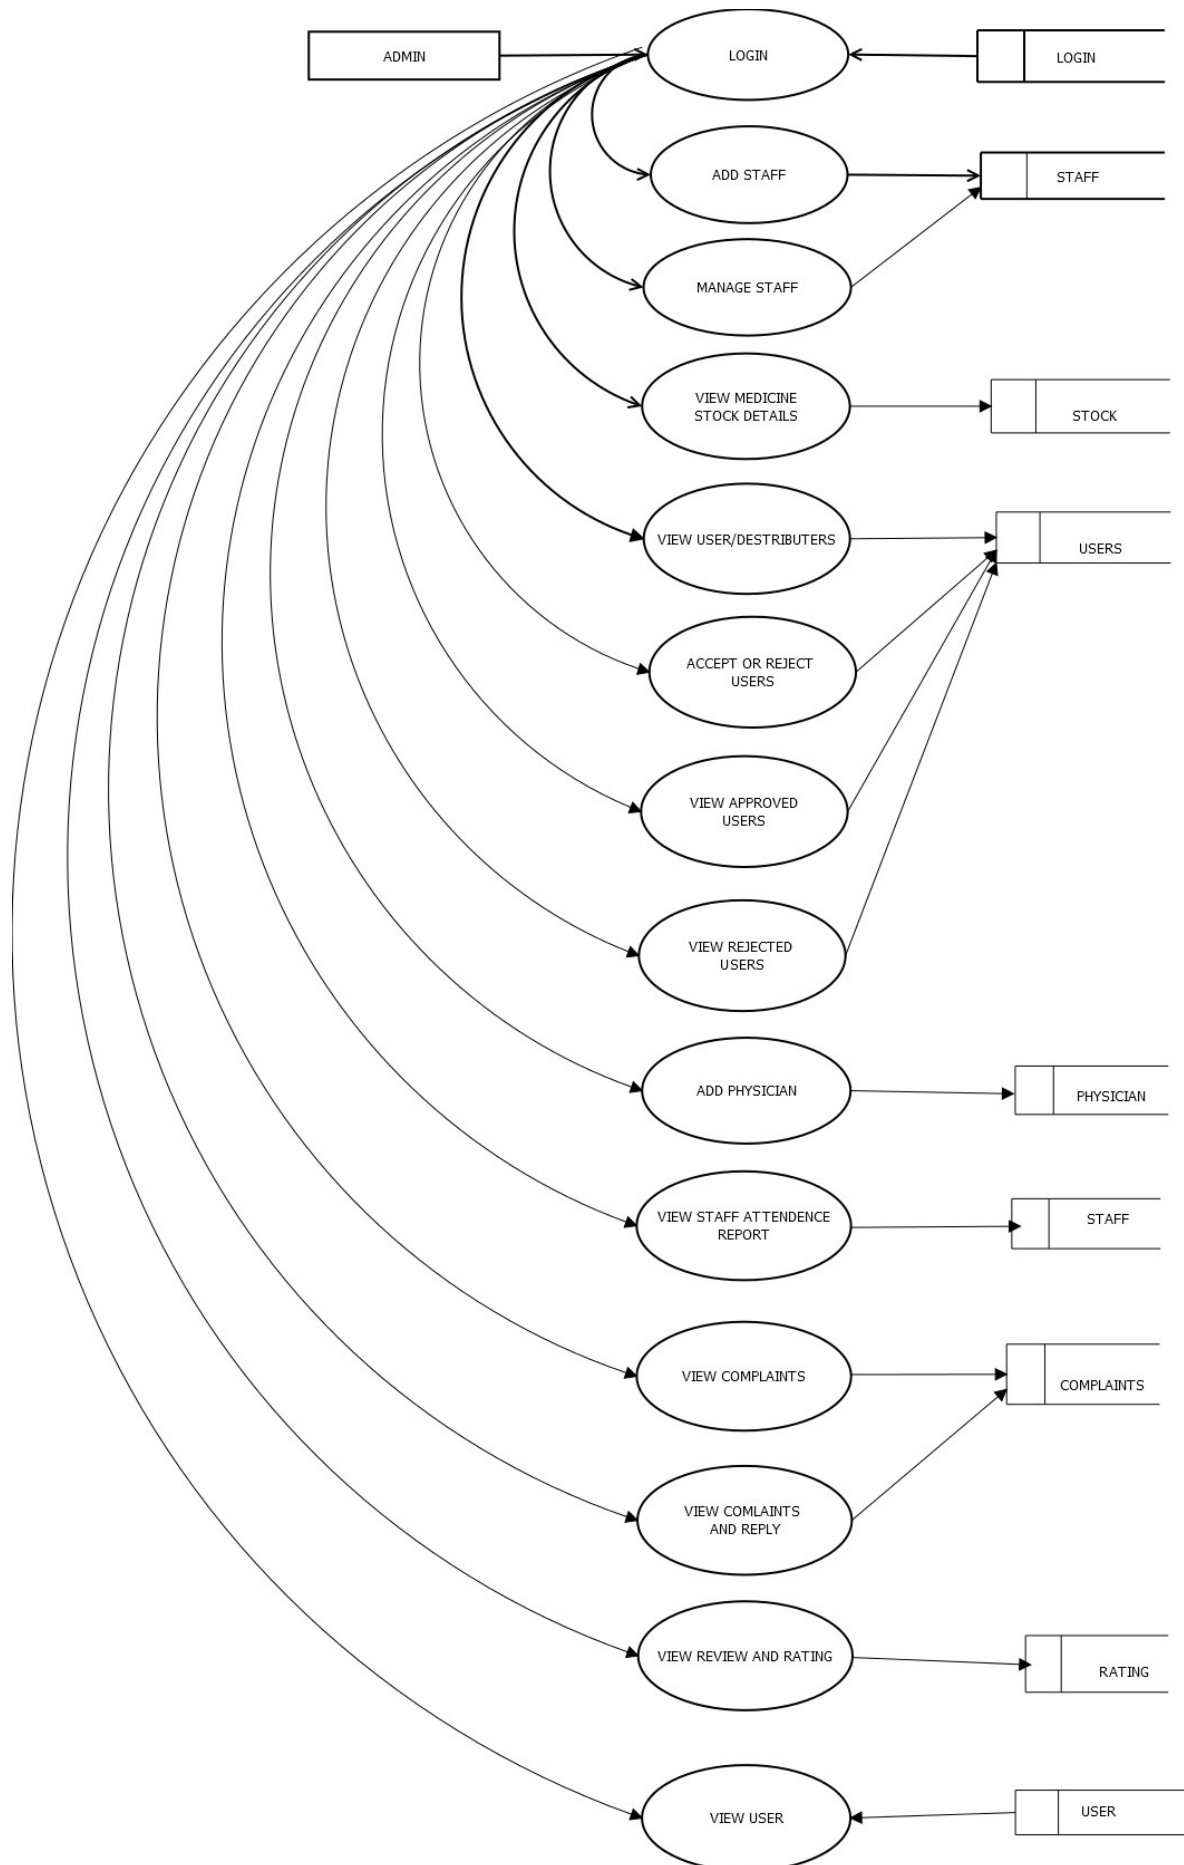 ADMIN
LOGIN
LOGIN
ADD STAFF
STAFF
MANAGE STAFF
VIEW MEDICINE
STOCK DETAILS
STOCK
VIEW USER/DESTRIBUTERS
USERS
ACCEPT OR REJECT
USERS
VIEW APPROVED
USERS
VIEW REJECTED
USERS
ADD PHYSICIAN
PHYSICIAN
VIEW STAFF ATTENDENCE
REPORT
STAFF
VIEW COMPLAINTS
COMPLAINTS
VIEW COMLAINTS
AND REPLY
VIEW REVIEW AND RATING
RATING
VIEW USER
USER